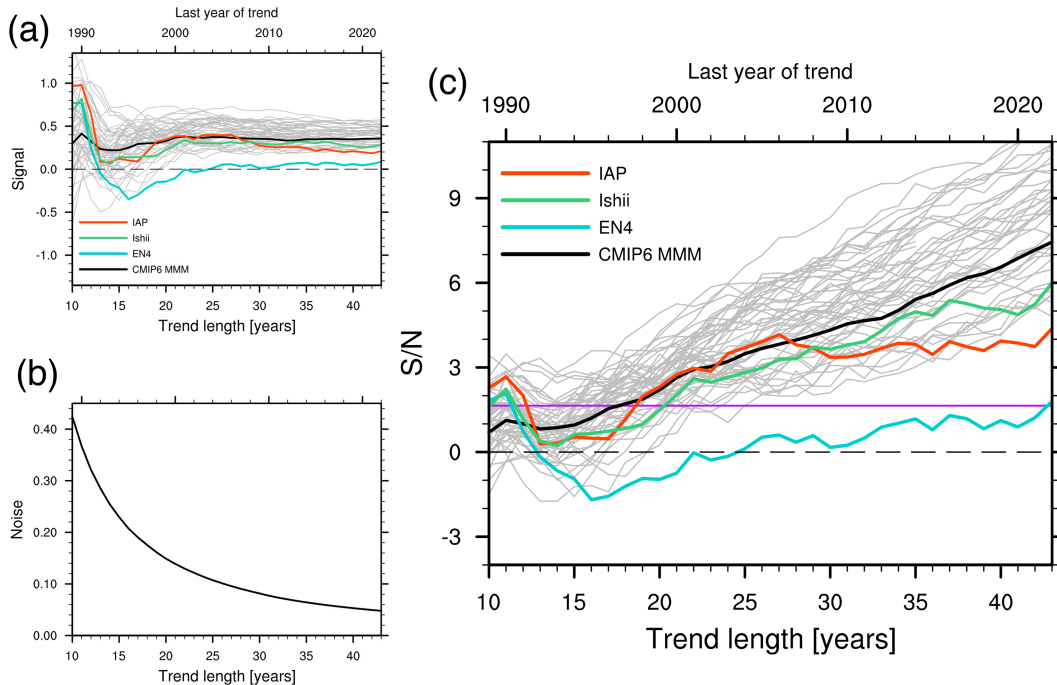 (a)
Last year of trend
1990 2000 2010 2020
1.0
0.5
0.0
-0.5
-1.0
Signal
IAP
Ishii
EN4
CMIP6 MMM
10 15 20 25 30 35 40
Trend length [years]
(b)
0.40
0.30
0.20
0.10
0.00
Noise
10 15 20 25 30 35 40
Trend length [years]
(c)
Last year of trend
1990 2000 2010 2020
9
6
3
0
-3
S/N
IAP
Ishii
EN4
CMIP6 MMM
10 15 20 25 30 35 40
Trend length [years]